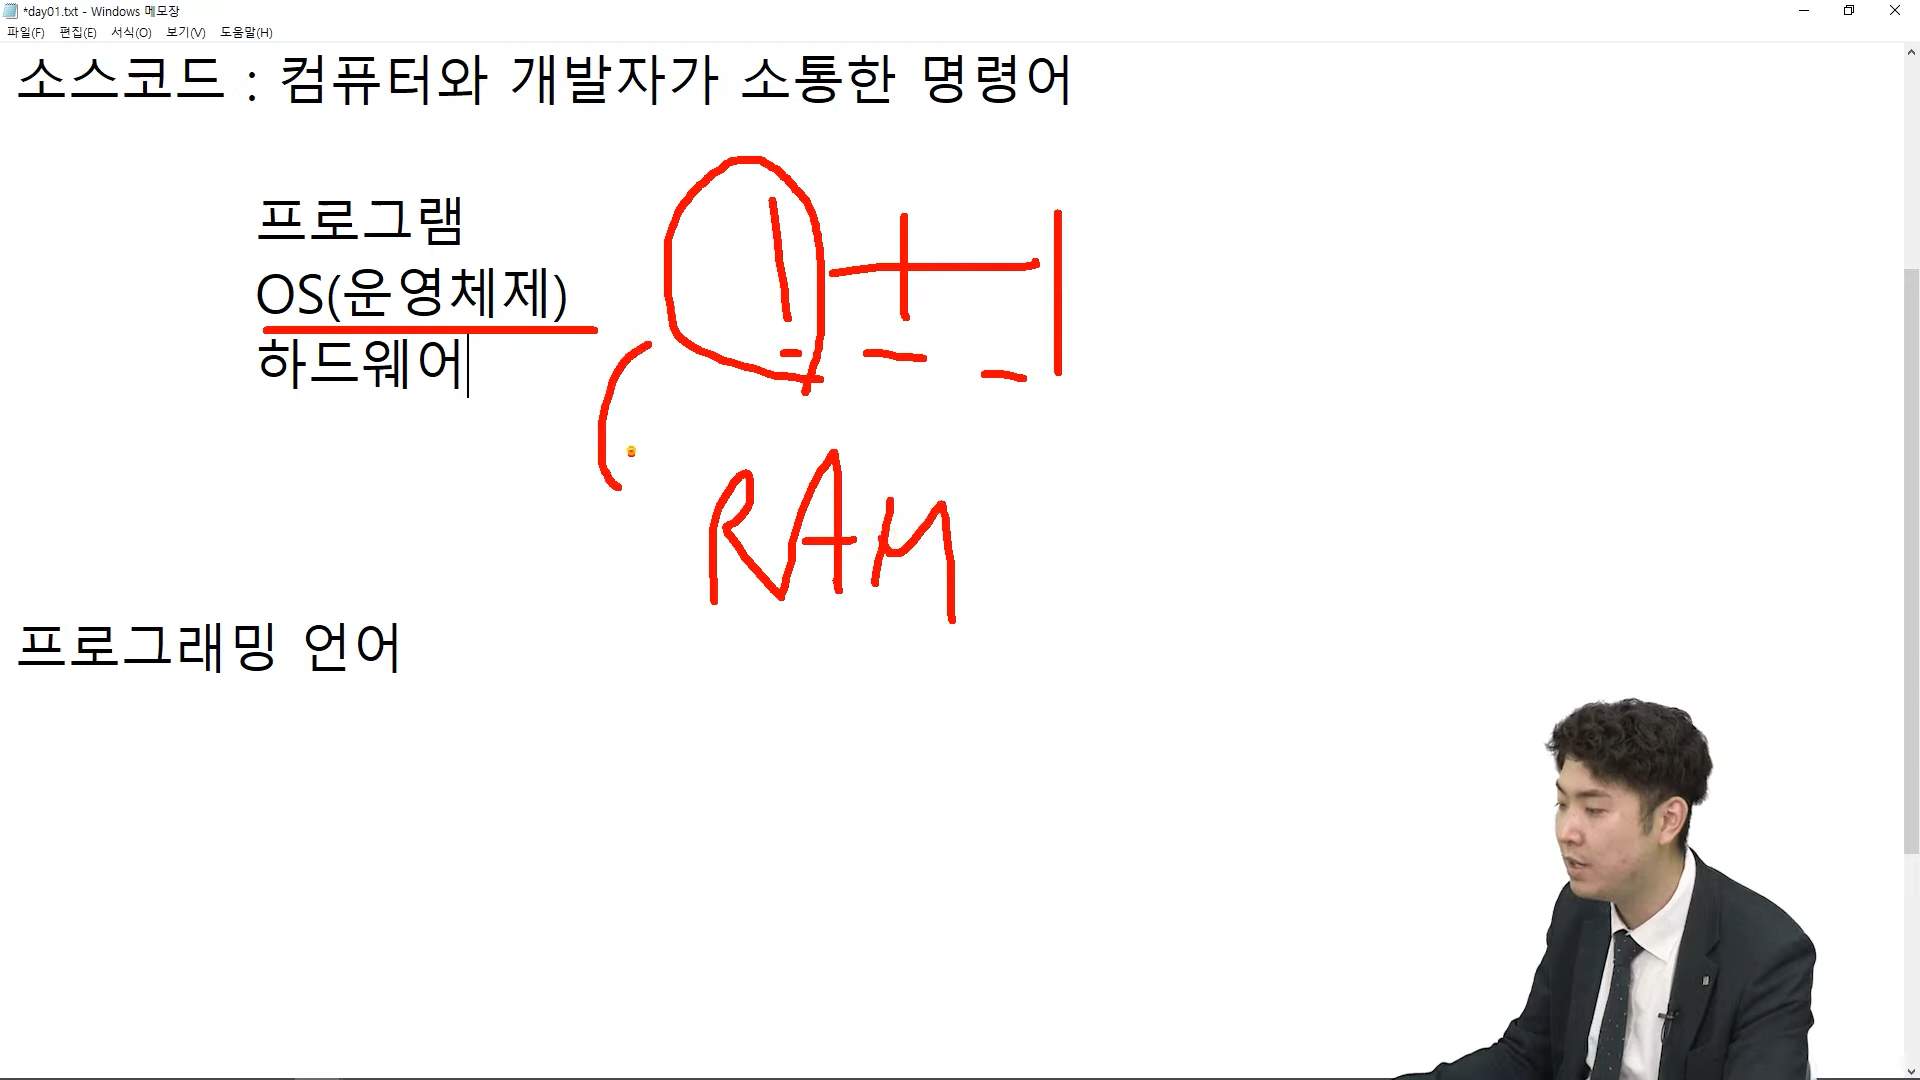 *day01.txt - Windows 메모장
파일(F) 편집(E) 서식(O) 보기(V) 도움말(H)
소스코드 : 컴퓨터와 개발자가 소통한 명령어
프로그램
OS(운영체제)
하드웨어
1 + 1
RAM
프로그래밍 언어